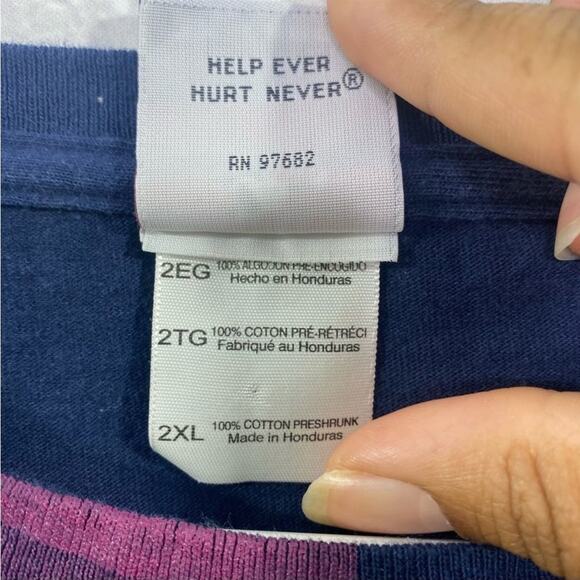 HELP EVER
HURT NEVER®
RN 97682
2EG 100% ALGODON PRE-ENCOGIDO
Hecho en Honduras
2TG 100% COTON PRÉ-RÉTRÉCI
Fabriqué au Honduras
2XL 100% COTTON PRESHRUNK
Made in Honduras